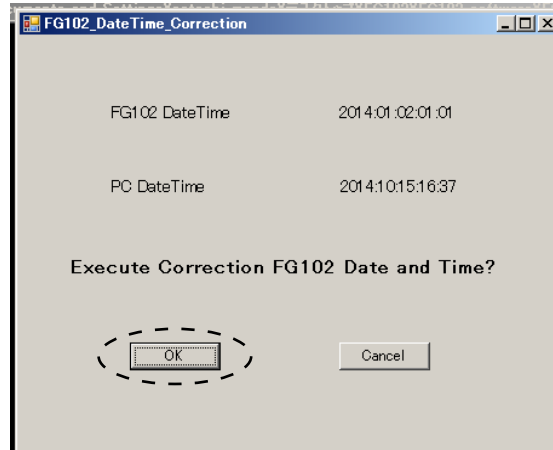 FG102_DateTime_Correction
FG102 DateTime 2014:01:02:01:01
PC DateTime 2014:10:15:16:37
Execute Correction FG102 Date and Time?
OK Cancel